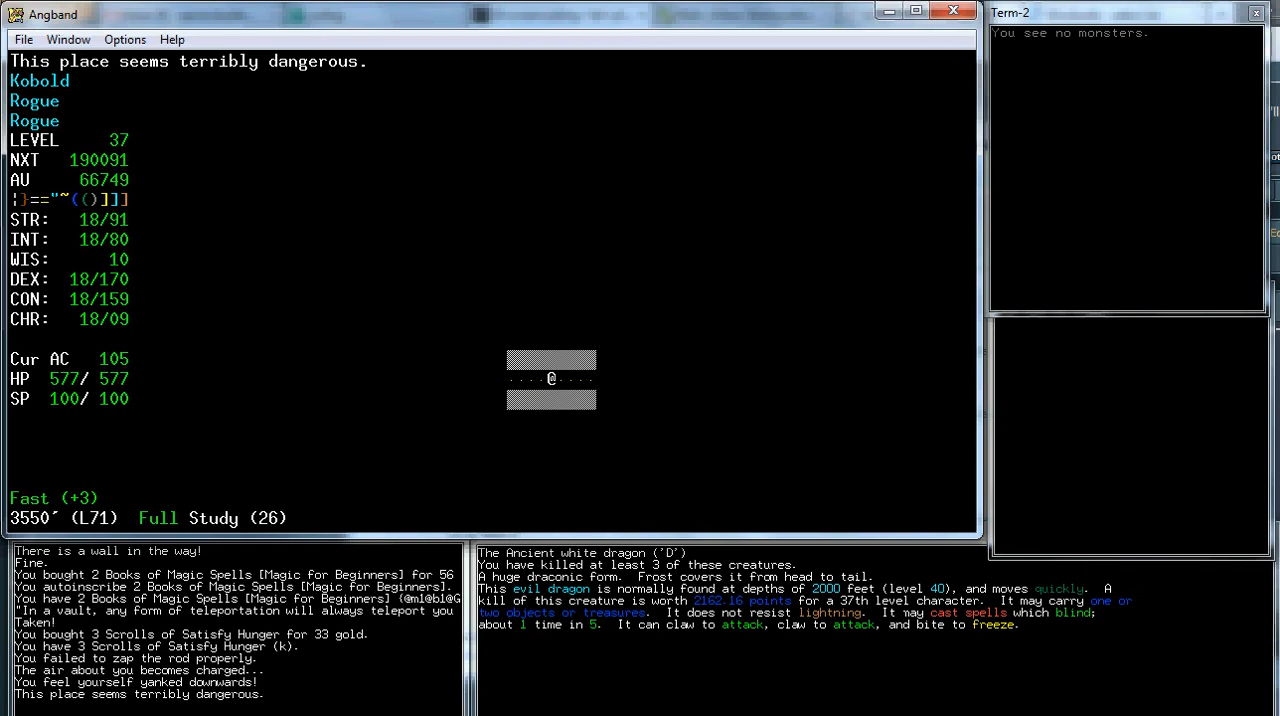 Angband
File Window Options Help
This place seems terribly dangerous.
Kobold
Rogue
Rogue
LEVEL 37
NXT 190091
AU 66749
¦}=="~(()]]]
STR: 18/91
INT: 18/80
WIS: 10
DEX: 18/170
CON: 18/159
CHR: 18/09
Cur AC 105
HP 577/ 577
SP 100/ 100
....@....
Fast (+3)
3550´ (L71) Full Study (26)
Term-2
You see no monsters.
There is a wall in the way!
Fine.
You bought 2 Books of Magic Spells [Magic for Beginners] for 56
You autoinscribe 2 Books of Magic Spells [Magic for Beginners].
You have 2 Books of Magic Spells [Magic for Beginners] {@m1@b1@G
"In a vault, any form of teleportation will always teleport you
Taken!
You bought 3 Scrolls of Satisfy Hunger for 33 gold.
You have 3 Scrolls of Satisfy Hunger (k).
You failed to zap the rod properly.
The air about you becomes charged...
You feel yourself yanked downwards!
This place seems terribly dangerous.
The Ancient white dragon ('D')
You have killed at least 3 of these creatures.
A huge draconic form. Frost covers it from head to tail.
This evil dragon is normally found at depths of 2000 feet (level 40), and moves quickly. A
kill of this creature is worth 2162.16 points for a 37th level character. It may carry one or
two objects or treasures. It does not resist lightning. It may cast spells which blind;
about 1 time in 5. It can claw to attack, claw to attack, and bite to freeze.